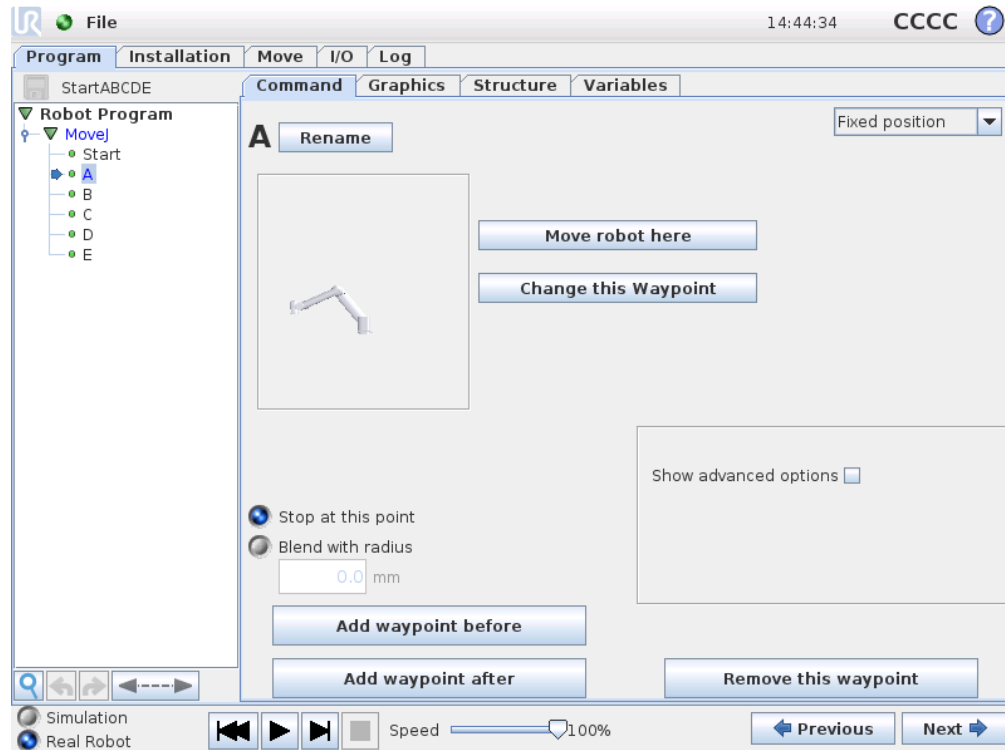 UR File 14:44:34 CCCC ?
Program Installation Move I/O Log
StartABCDE
Command Graphics Structure Variables
Robot Program
MoveJ
Start
A
B
C
D
E
A Rename Fixed position
Move robot here
Change this Waypoint
Show advanced options
Stop at this point
Blend with radius
0.0 mm
Add waypoint before
Add waypoint after Remove this waypoint
Simulation
Real Robot
Speed 100% Previous Next